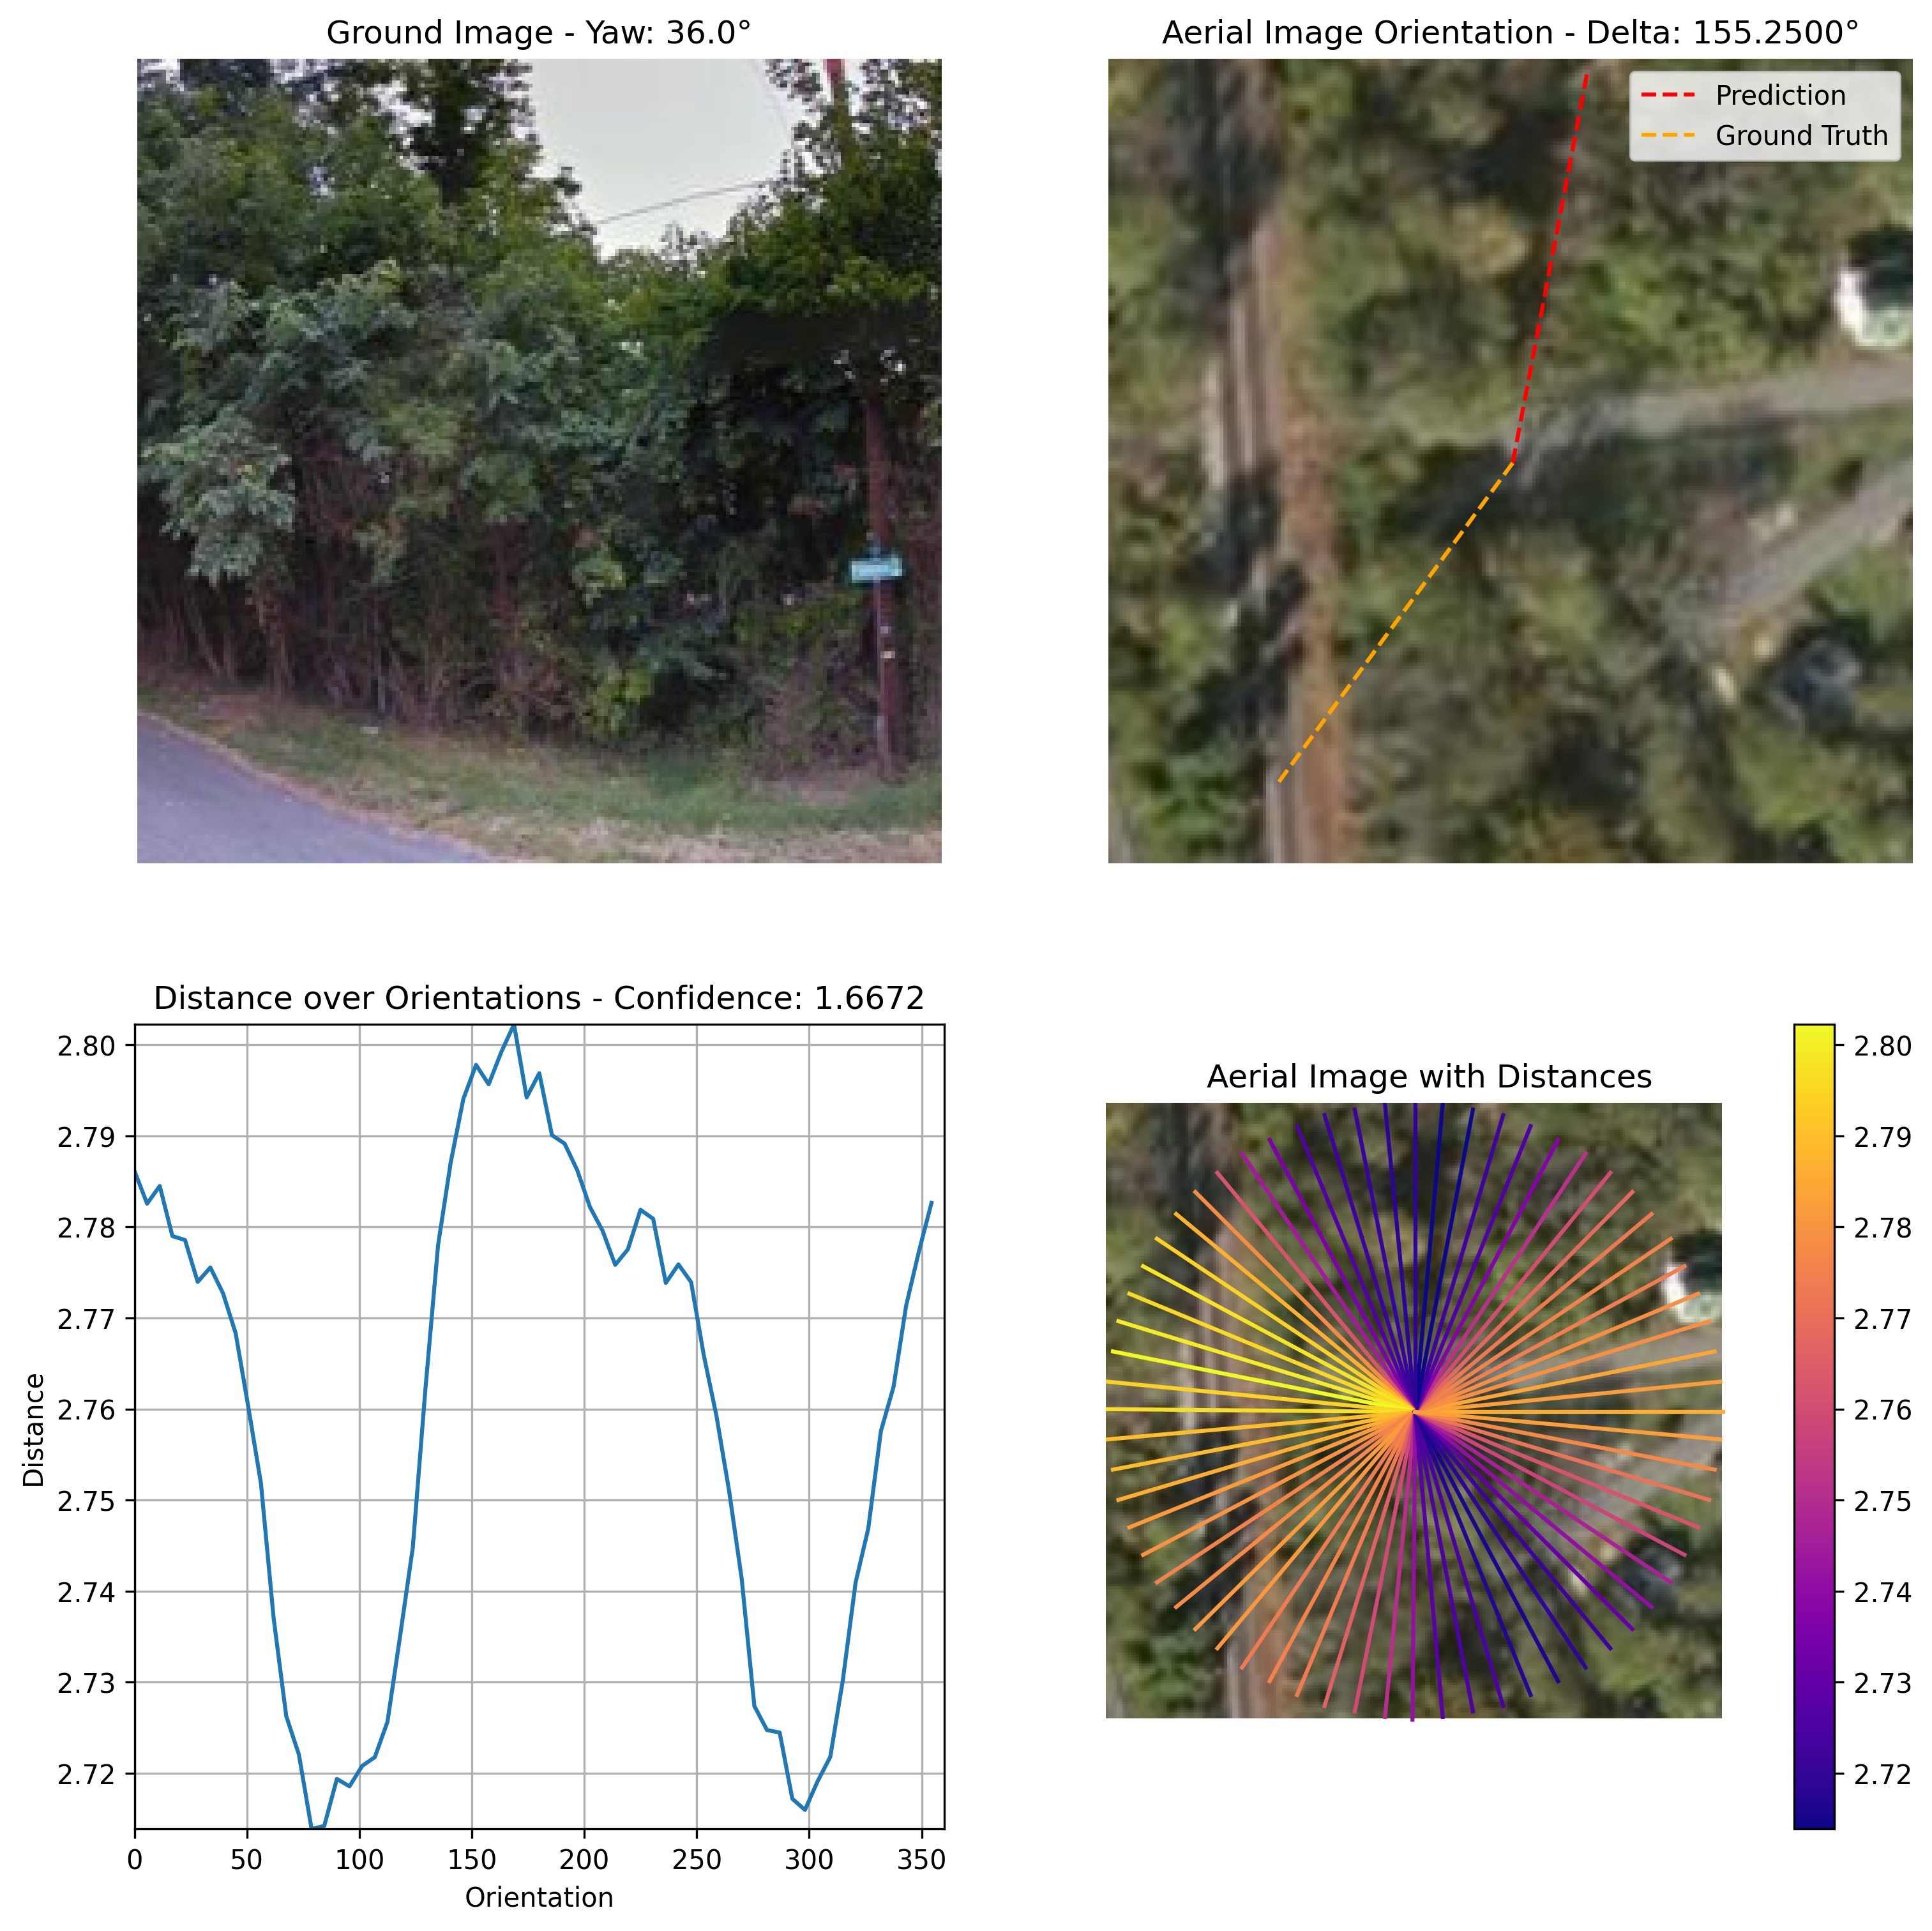 Ground Image - Yaw: 36.0°
Aerial Image Orientation - Delta: 155.2500°
Prediction
Ground Truth
Distance over Orientations - Confidence: 1.6672
2.80
2.79
2.78
2.77
2.76
2.75
2.74
2.73
2.72
Distance
0 50 100 150 200 250 300 350
Orientation
Aerial Image with Distances
2.80
2.79
2.78
2.77
2.76
2.75
2.74
2.73
2.72